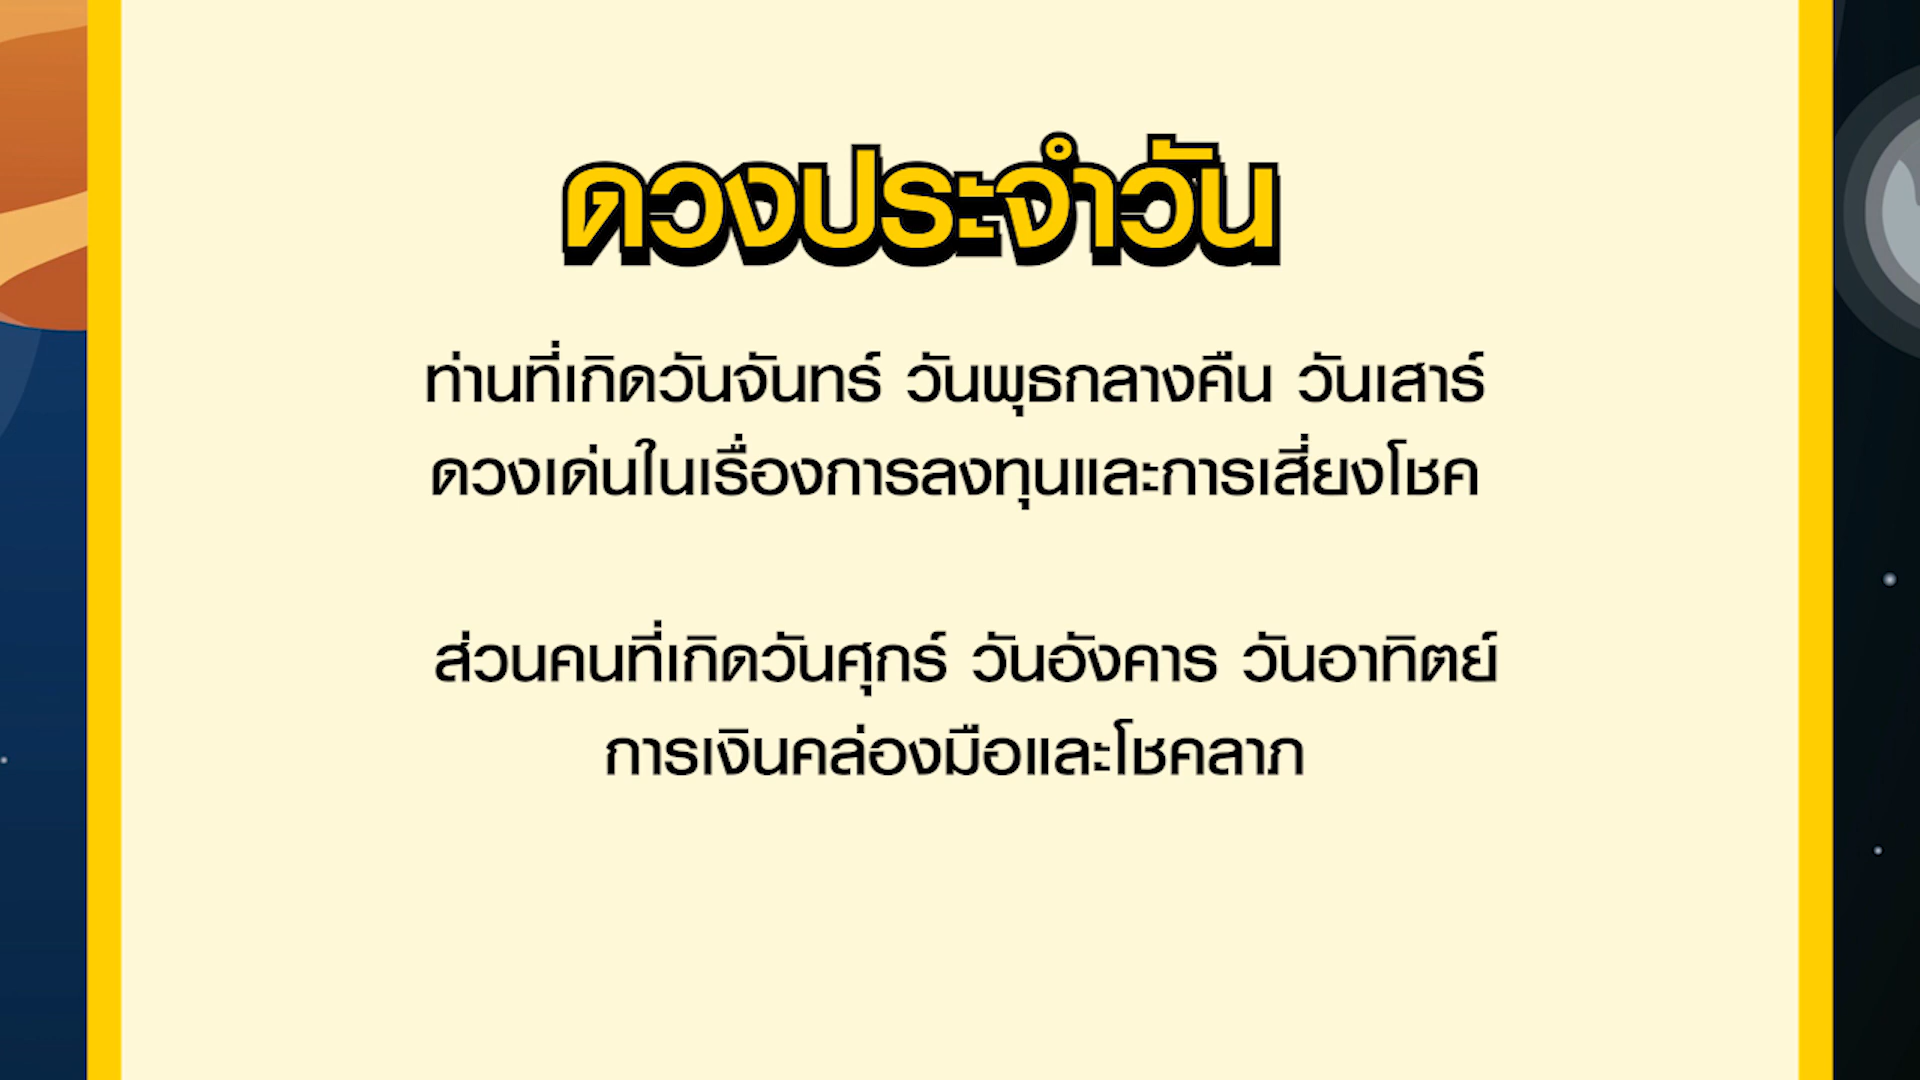 ดวงประจำวัน
ท่านที่เกิดวันจันทร์ วันพุธกลางคืน วันเสาร์
ดวงเด่นในเรื่องการลงทุนและการเสี่ยงโชค
ส่วนคนที่เกิดวันศุกร์ วันอังคาร วันอาทิตย์
การเงินคล่องมือและโชคลาภ